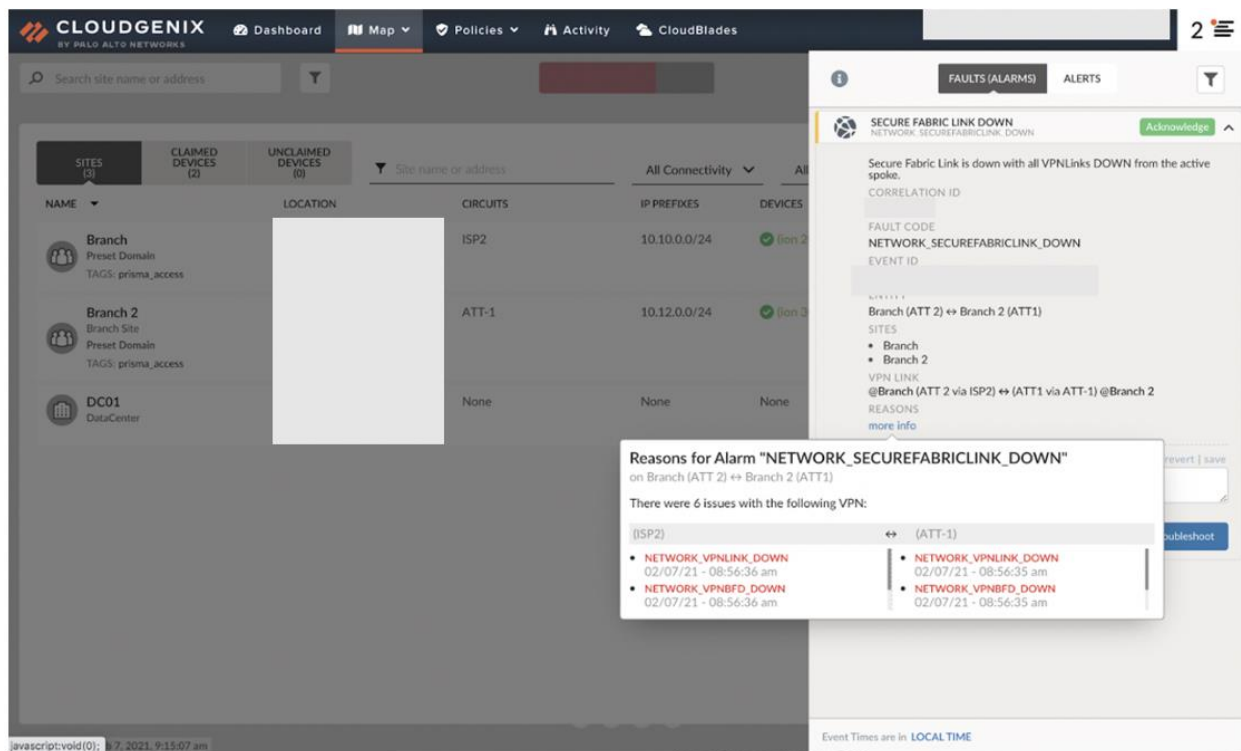 CLOUDGENIX
BY PALO ALTO NETWORKS
Dashboard
Map
Policies
Activity
CloudBlades
2
Search site name or address
FAULTS (ALARMS)
ALERTS
SITES
(3)
CLAIMED
DEVICES
(2)
UNCLAIMED
DEVICES
(0)
Site name or address
All Connectivity
All
NAME
LOCATION
CIRCUITS
IP PREFIXES
DEVICES
Branch
Preset Domain
TAGS: prisma_access
ISP2
10.10.0.0/24
(ion 2
Branch 2
Branch Site
Preset Domain
TAGS: prisma_access
ATT-1
10.12.0.0/24
(ion 3
DC01
DataCenter
None
None
None
SECURE FABRIC LINK DOWN
NETWORK_SECUREFABRICLINK_DOWN
Acknowledge
Secure Fabric Link is down with all VPNLinks DOWN from the active
spoke.
CORRELATION ID
FAULT CODE
NETWORK_SECUREFABRICLINK_DOWN
EVENT ID
Branch (ATT 2) ↔ Branch 2 (ATT1)
SITES
• Branch
• Branch 2
VPN LINK
@Branch (ATT 2 via ISP2) ↔ (ATT1 via ATT-1) @Branch 2
REASONS
more info
revert | save
oubleshoot
Reasons for Alarm "NETWORK_SECUREFABRICLINK_DOWN"
on Branch (ATT 2) ↔ Branch 2 (ATT1)
There were 6 issues with the following VPN:
(ISP2) ↔ (ATT-1)
• NETWORK_VPNLINK_DOWN
02/07/21 - 08:56:36 am
• NETWORK_VPNBFD_DOWN
02/07/21 - 08:56:36 am
• NETWORK_VPNLINK_DOWN
02/07/21 - 08:56:35 am
• NETWORK_VPNBFD_DOWN
02/07/21 - 08:56:35 am
Event Times are in LOCAL TIME
javascript:void(0);
b 7, 2021, 9:15:07 am